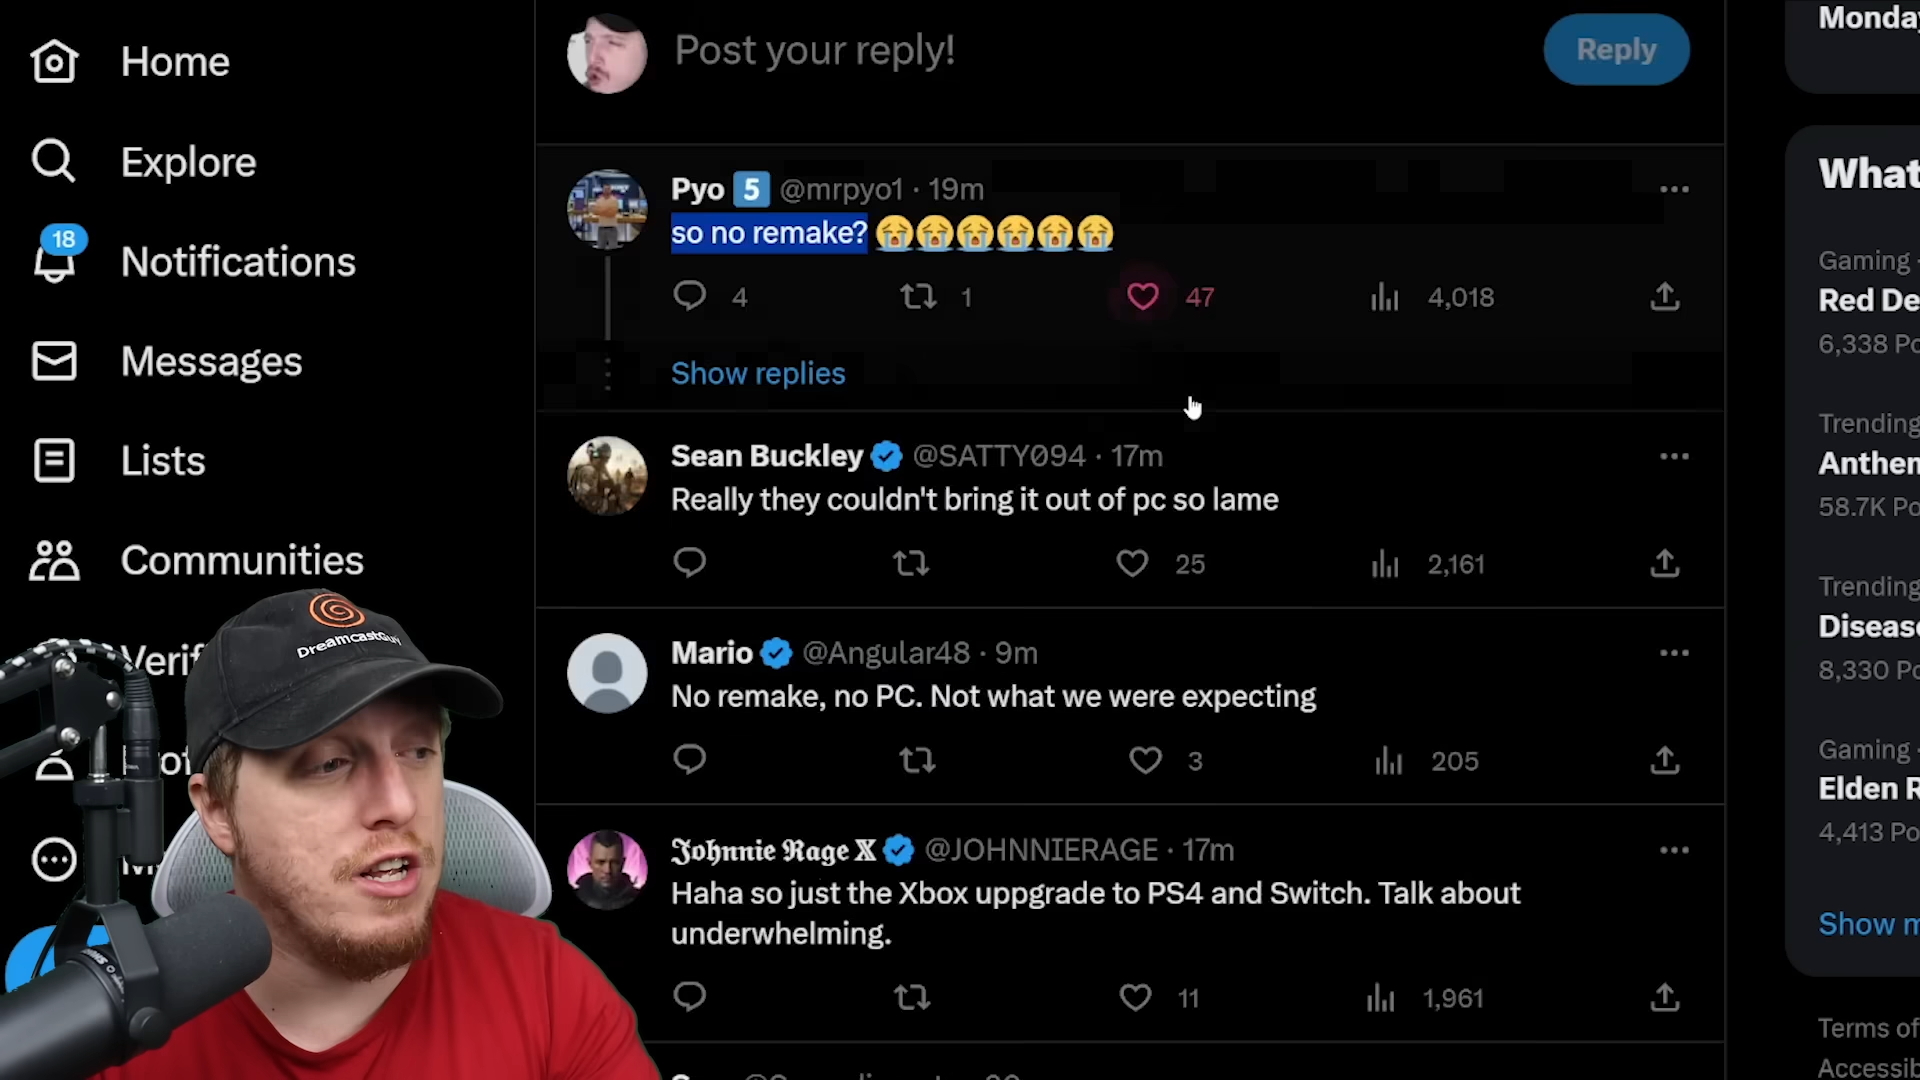 Home
Explore
18
Notifications
Messages
Lists
Communities
Verif
Prof
M
DreamcastGuy
Post your reply!
Reply
Pyo 5 @mrpyo1 · 19m
so no remake? 😭😭😭😭😭😭
4 1 47 4,018
Show replies
Sean Buckley @SATTY094 · 17m
Really they couldn't bring it out of pc so lame
25 2,161
Mario @Angular48 · 9m
No remake, no PC. Not what we were expecting
3 205
Johnnie Rage X @JOHNNIERAGE · 17m
Haha so just the Xbox uppgrade to PS4 and Switch. Talk about
underwhelming.
11 1,961
Monday
What
Gaming ·
Red De
6,338 Po
Trending
Anthem
58.7K Po
Trending
Disease
8,330 Po
Gaming ·
Elden R
4,413 Po
Show m
Terms of
Accessib